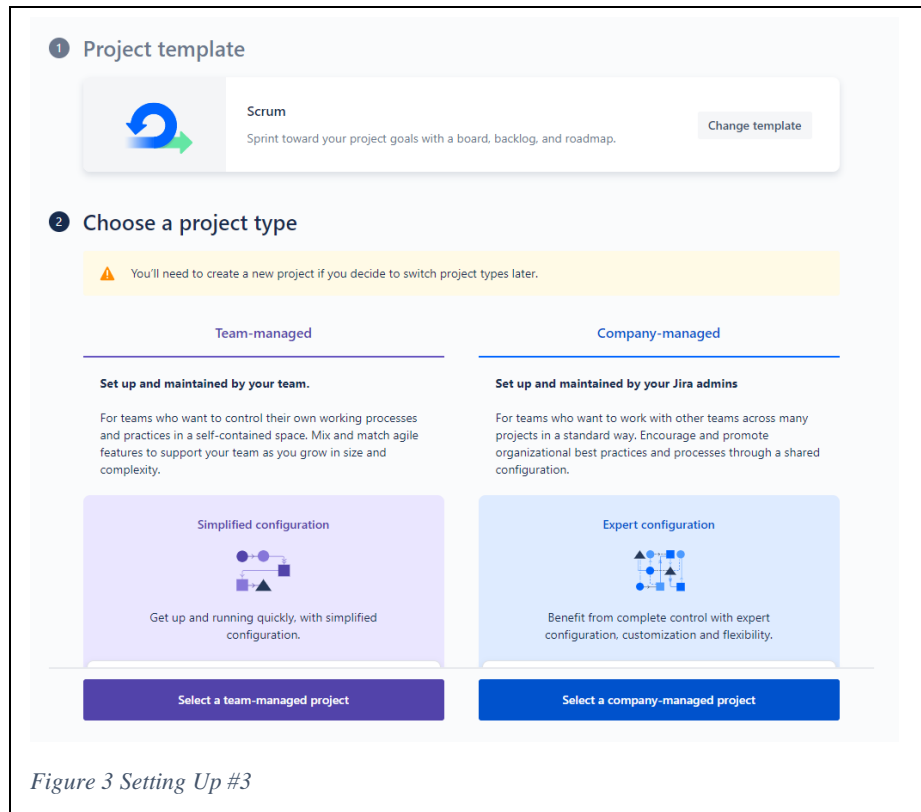 1 Project template
Scrum
Sprint toward your project goals with a board, backlog, and roadmap.
Change template
2 Choose a project type
You'll need to create a new project if you decide to switch project types later.
Team-managed
Set up and maintained by your team.
For teams who want to control their own working processes
and practices in a self-contained space. Mix and match agile
features to support your team as you grow in size and
complexity.
Simplified configuration
Get up and running quickly, with simplified
configuration.
Select a team-managed project
Company-managed
Set up and maintained by your Jira admins
For teams who want to work with other teams across many
projects in a standard way. Encourage and promote
organizational best practices and processes through a shared
configuration.
Expert configuration
Benefit from complete control with expert
configuration, customization and flexibility.
Select a company-managed project
Figure 3 Setting Up #3